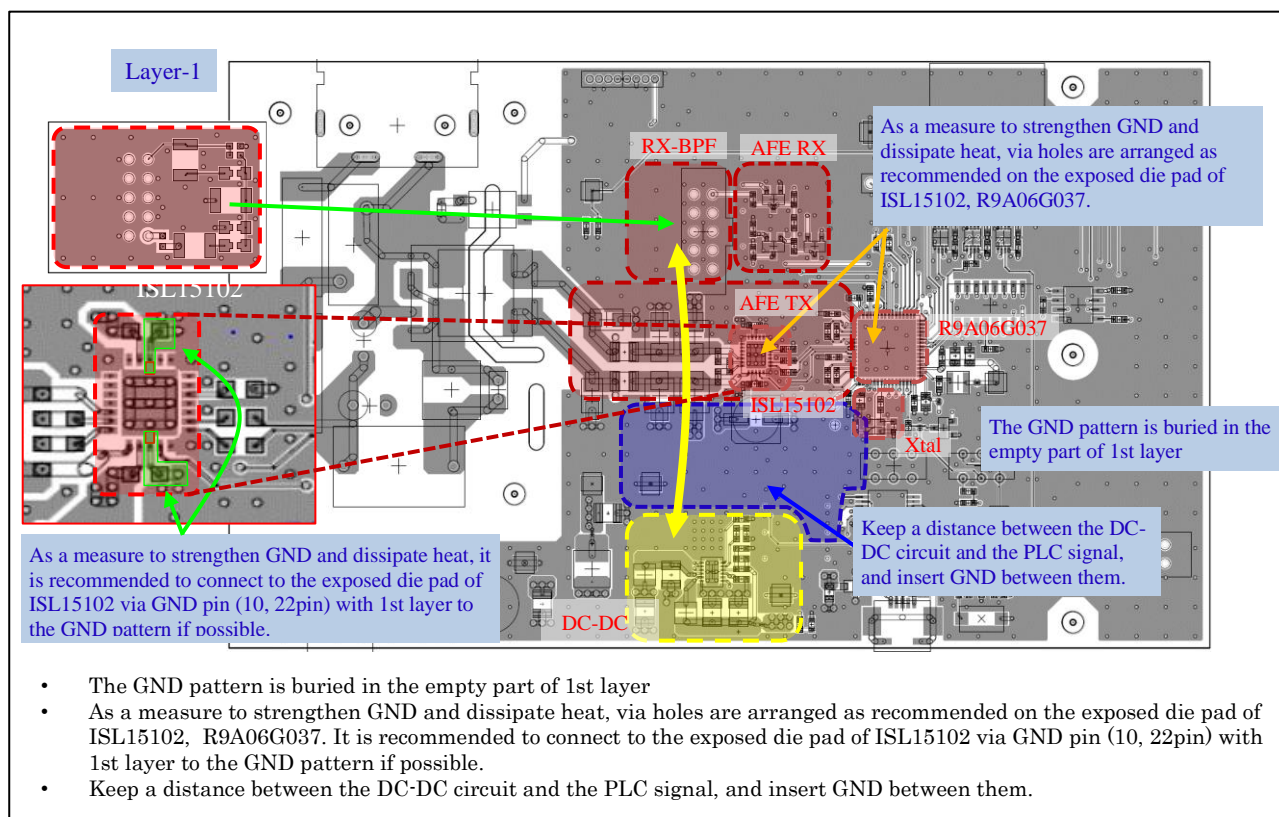 Layer-1
RX-BPF
AFE RX
As a measure to strengthen GND and
dissipate heat, via holes are arranged as
recommended on the exposed die pad of
ISL15102, R9A06G037.
ISL15102
AFE TX
R9A06G037
ISL15102
Xtal
The GND pattern is buried in the
empty part of 1st layer
Keep a distance between the DC-
DC circuit and the PLC signal,
and insert GND between them.
As a measure to strengthen GND and dissipate heat, it
is recommended to connect to the exposed die pad of
ISL15102 via GND pin (10, 22pin) with 1st layer to
the GND pattern if possible.
DC-DC
• The GND pattern is buried in the empty part of 1st layer
• As a measure to strengthen GND and dissipate heat, via holes are arranged as recommended on the exposed die pad of
ISL15102, R9A06G037. It is recommended to connect to the exposed die pad of ISL15102 via GND pin (10, 22pin) with
1st layer to the GND pattern if possible.
• Keep a distance between the DC-DC circuit and the PLC signal, and insert GND between them.